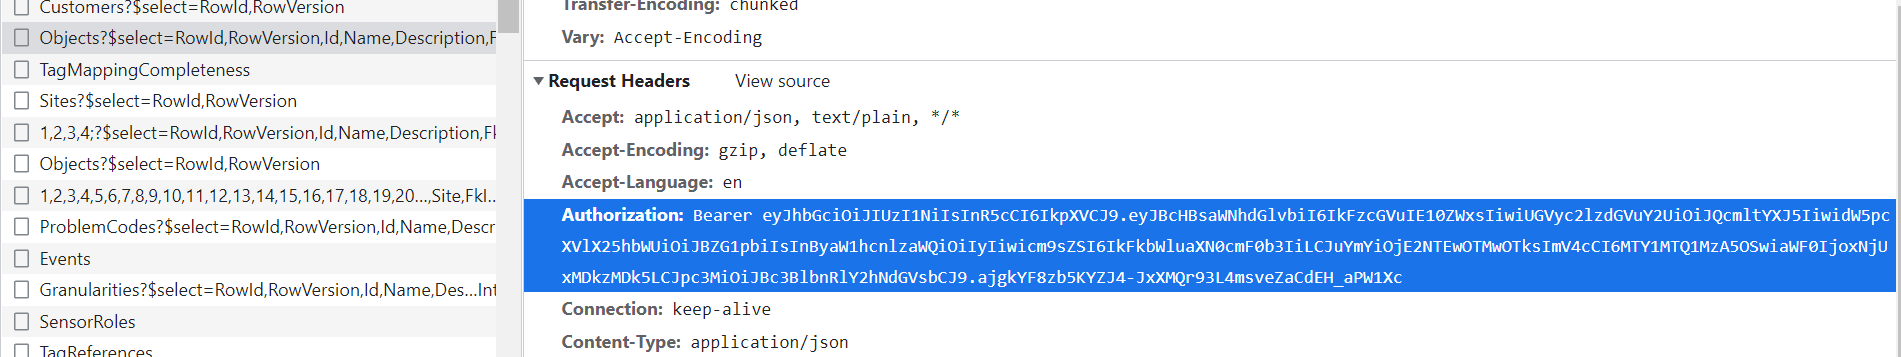 Customers?$select=RowId,RowVersion
Objects?$select=RowId,RowVersion,Id,Name,Description,F
TagMappingCompleteness
Sites?$select=RowId,RowVersion
1,2,3,4;?$select=RowId,RowVersion,Id,Name,Description,Fk
Objects?$select=RowId,RowVersion
1,2,3,4,5,6,7,8,9,10,11,12,13,14,15,16,17,18,19,20...,Site,FkI...
ProblemCodes?$select=RowId,RowVersion,Id,Name,Descr
Events
Granularities?$select=RowId,RowVersion,Id,Name,Des...Int
SensorRoles
TagReferences
Transfer-Encoding: chunked
Vary: Accept-Encoding
Request Headers View source
Accept: application/json, text/plain, */*
Accept-Encoding: gzip, deflate
Accept-Language: en
Authorization: Bearer eyJhbGciOiJIUzI1NiIsInR5cCI6IkpXVCJ9.eyJBcHBsaWNhdGlvbiI6IkFzcGVuIE10ZWxsIiwiUGVyc2lzdGVuY2UiOiJQcmltYXJ5IiwidW5pc
XVlX25hbWUiOiJBZG1pbiIsInByaW1hcnlzaWQiOiIyIiwicm9sZSI6IkFkbWluaXN0cmF0b3IiLCJuYmYiOjE2NTEwOTMwOTksImV4cCI6MTY1MTQ1MzA5OSwiaWF0IjoxNjU
xMDkzMDk5LCJpc3MiOiJBc3BlbnRlY2hNdGVsbCJ9.ajgkYF8zb5KYZJ4-JxXMQr93L4msveZaCdEH_aPW1Xc
Connection: keep-alive
Content-Type: application/json